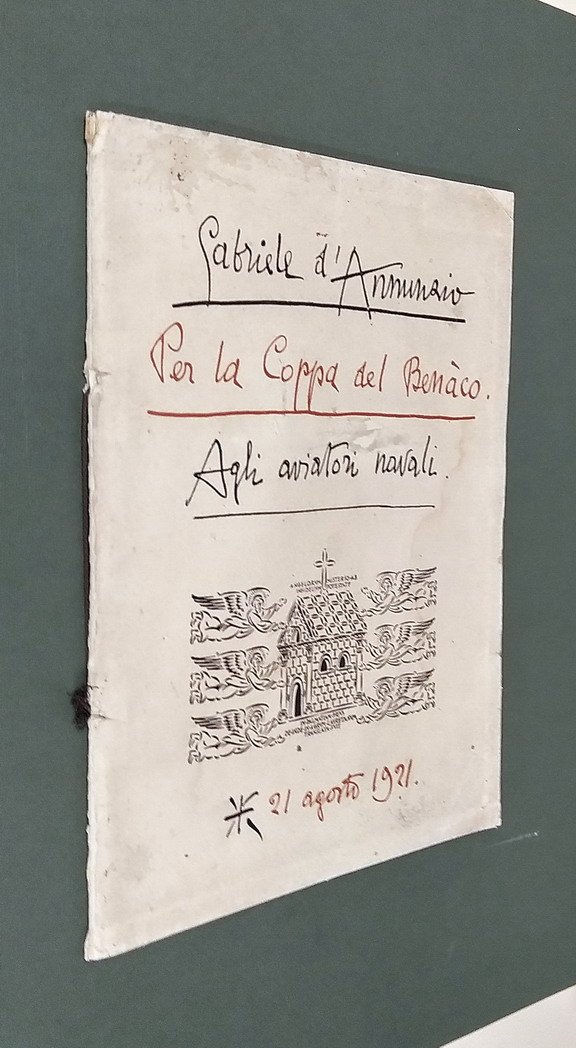 Gabriele d'Annunzio
Per la Coppa del Benàco.
Agli aviatori navali.
21 agosto 1921.